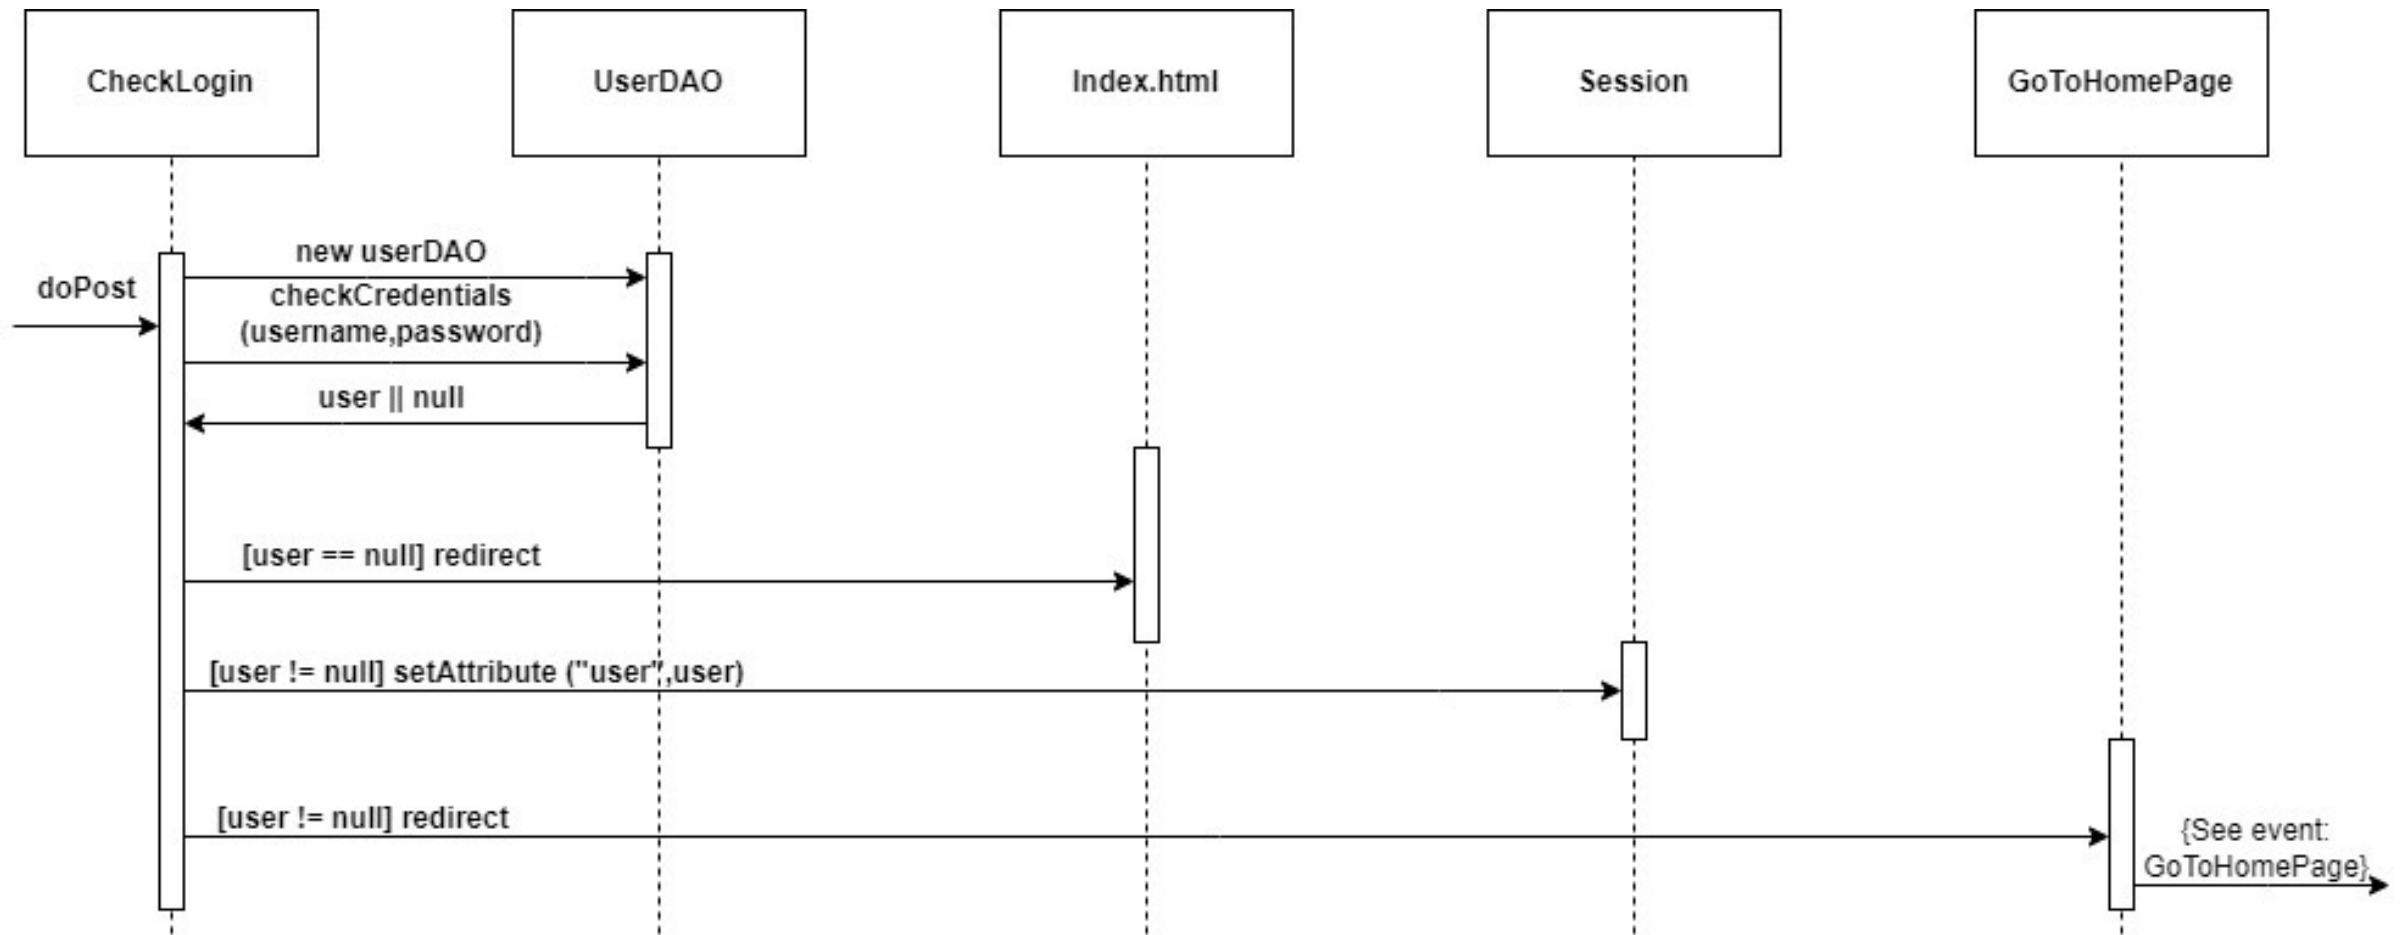 CheckLogin
UserDAO
Index.html
Session
GoToHomePage
new userDAO
doPost
checkCredentials
(username,password)
user || null
[user == null] redirect
[user != null] setAttribute ("user",user)
[user != null] redirect
{See event:
GoToHomePage}